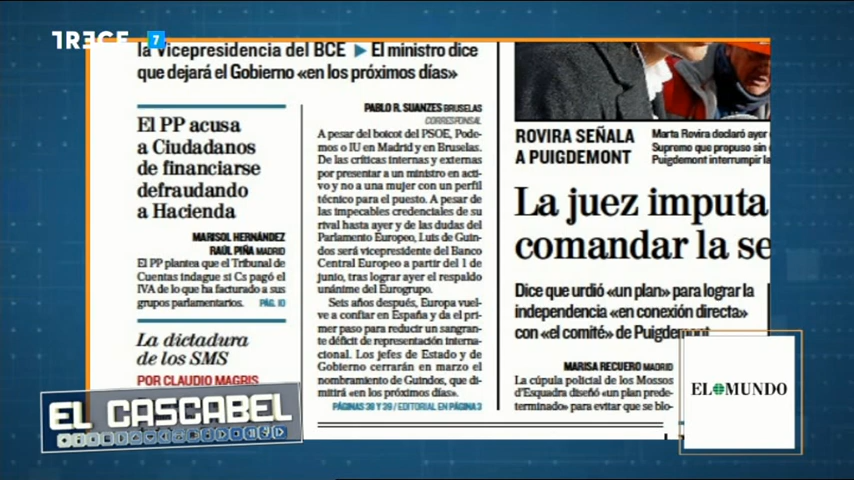 TRECE 7
la Vicepresidencia del BCE ▶ El ministro dice
que dejará el Gobierno «en los próximos días»
El PP acusa
a Ciudadanos
de financiarse
defraudando
a Hacienda
MARISOL HERNÁNDEZ
RAÚL PIÑA MADRID
El PP plantea que el Tribunal de
Cuentas indague si Cs pagó el
IVA de lo que ha facturado a sus
grupos parlamentarios. PÁG. 10
La dictadura
de los SMS
POR CLAUDIO MAGRIS
PABLO R. SUANZES BRUSELAS
CORRESPONSAL
A pesar del boicot del PSOE, Pode-
mos o IU en Madrid y en Bruselas.
De las críticas internas y externas
por presentar a un ministro en acti-
vo y no a una mujer con un perfil
técnico para el puesto. A pesar de
las impecables credenciales de su
rival hasta ayer y de las dudas del
Parlamento Europeo, Luis de Guin-
dos será vicepresidente del Banco
Central Europeo a partir del 1 de
junio, tras lograr ayer el respaldo
unánime del Eurogrupo.
Seis años después, Europa vuel-
ve a confiar en España y da el pri-
mer paso para reducir un sangran-
te déficit de representación interna-
cional. Los jefes de Estado y de
Gobierno cerrarán en marzo el
nombramiento de Guindos, que di-
mitirá «en los próximos días».
PÁGINAS 38 Y 39 / EDITORIAL EN PÁGINA 3
ROVIRA SEÑALA
A PUIGDEMONT
Marta Rovira declaró ayer
Supremo que propuso sin
Puigdemont interrumpir la
La juez imputa
comandar la se
Dice que urdió «un plan» para lograr la
independencia «en conexión directa»
con «el comité» de Puigdemont
MARISA RECUERO MADRID
La cúpula policial de los Mossos
d'Esquadra diseñó «un plan pre-
determinado» para evitar que se blo-
EL CASCABEL
EL MUNDO